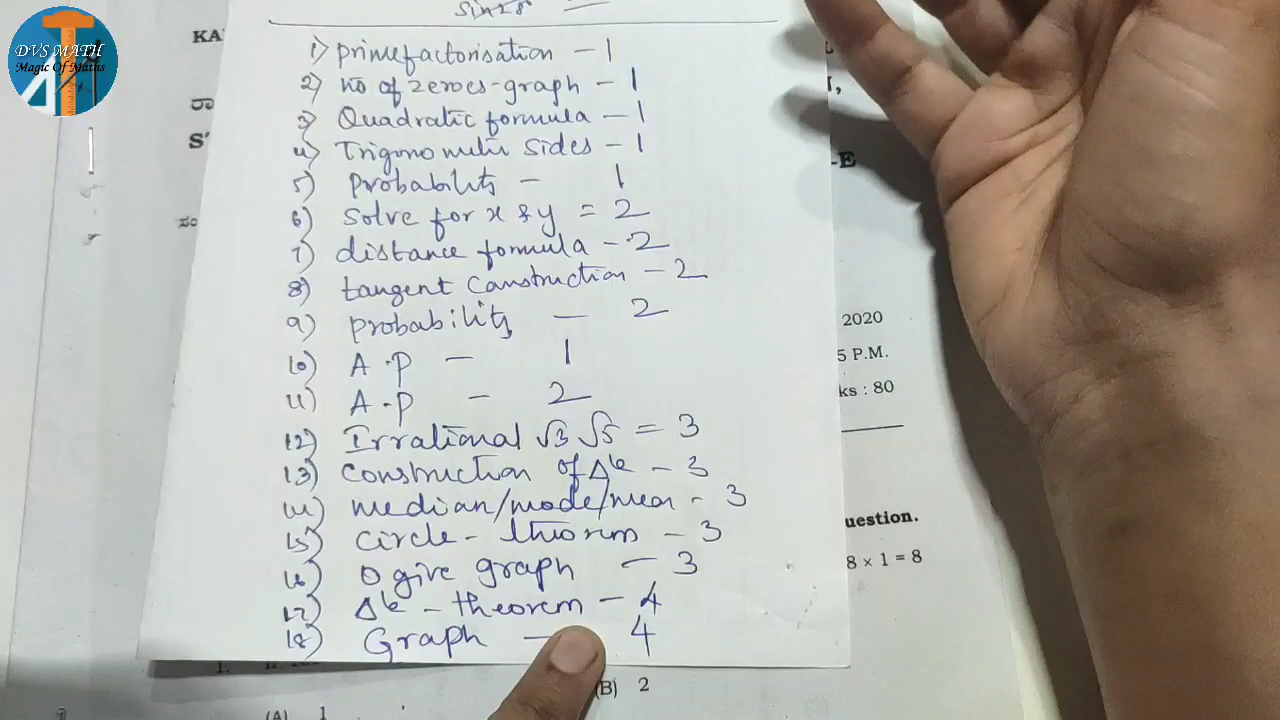 DVS MATH
Magic Of Maths
KA
S
Sin28
1) primefactorisation - 1
2) no of zeroes-graph - 1
3) Quadratic formula - 1
4) Trigonometric sides - 1
5) probability - 1
6) solve for x & y = 2
7) distance formula - 2
8) tangent construction - 2
9) probability - 2
10) A.P - 1
11) A.P - 2
12) Irrational √3 √5 = 3
13) construction of Δle - 3
14) median/mode/mean - 3
15) circle - theorem - 3
16) Ogive graph - 3
17) Δle - theorem - 4
18) Graph - 4
-E
2020
5 P.M.
ks : 80
uestion.
8 x 1 = 8
1.
(B) 2
(A) 1